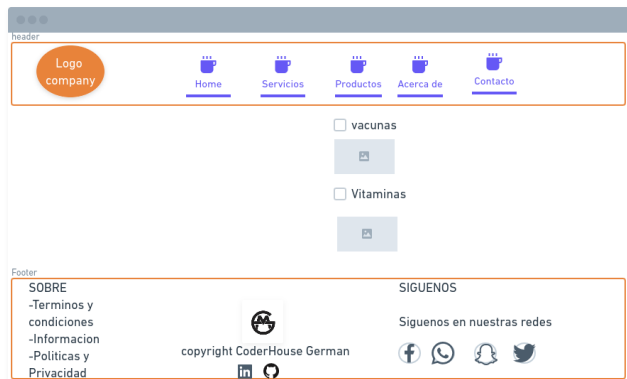 header
Logo
company
Home
Servicios
Productos
Acerca de
Contacto
vacunas
Vitaminas
Footer
SOBRE
-Terminos y
condiciones
-Informacion
-Politicas y
Privacidad
copyright CoderHouse German
in
SIGUENOS
Siguenos en nuestras redes